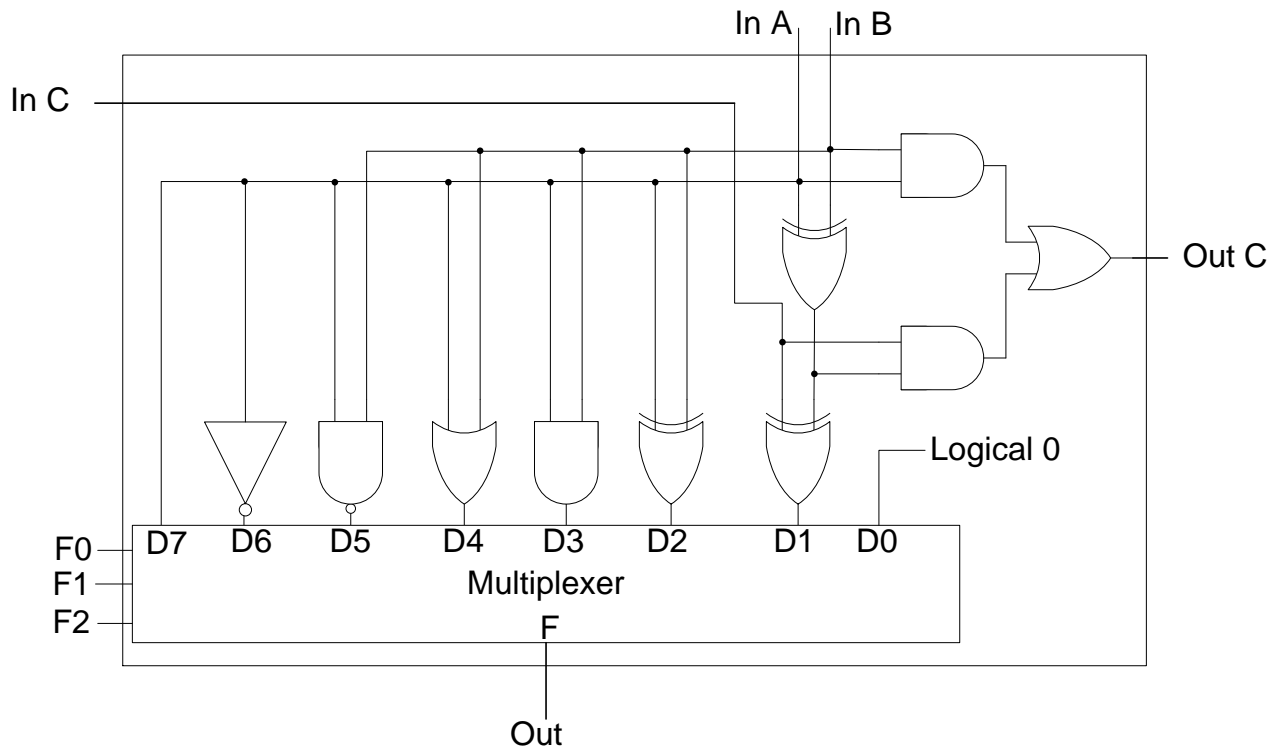 In A In B
In C
Out C
Logical 0
D7 D6 D5 D4 D3 D2 D1 D0
F0
F1
Multiplexer
F2
F
Out